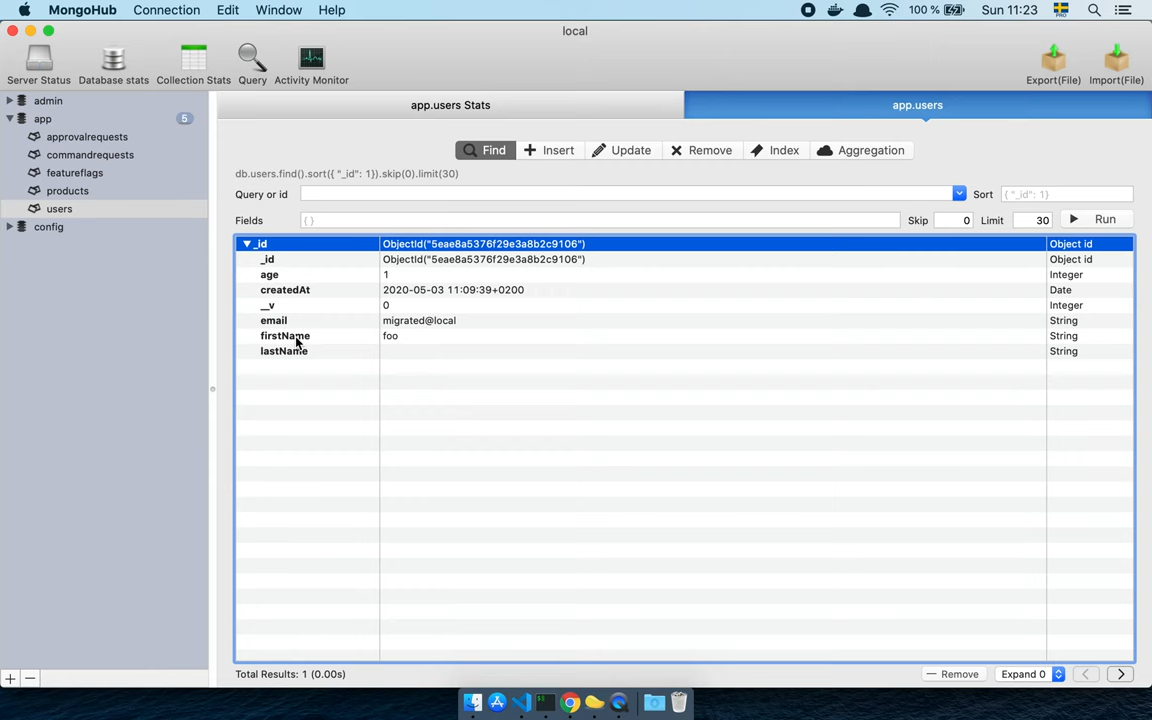 MongoHub Connection Edit Window Help 100 % Sun 11:23 PRO
local
Server Status Database stats Collection Stats Query Activity Monitor Export(File) Import(File)
admin
app 5
approvalrequests
commandrequests
featureflags
products
users
config
app.users Stats app.users
Find Insert Update Remove Index Aggregation
db.users.find().sort({ "_id": 1}).skip(0).limit(30)
Query or id Sort { "_id": 1}
Fields { } Skip 0 Limit 30 Run
_id ObjectId("5eae8a5376f29e3a8b2c9106") Object id
_id ObjectId("5eae8a5376f29e3a8b2c9106") Object id
age 1 Integer
createdAt 2020-05-03 11:09:39+0200 Date
__v 0 Integer
email migrated@local String
firstName foo String
lastName String
Total Results: 1 (0.00s) Remove Expand 0